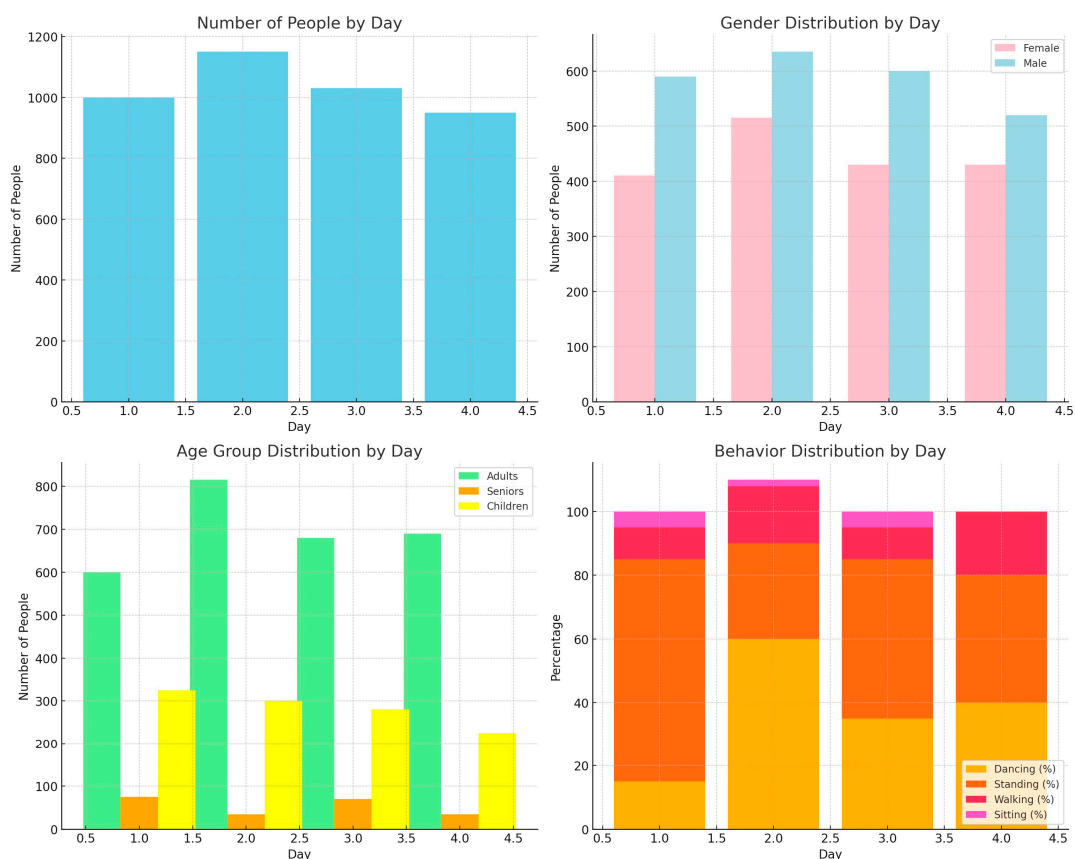 Number of People by Day
1200
1000
800
600
400
200
0
Number of People
0.5 1.0 1.5 2.0 2.5 3.0 3.5 4.0 4.5
Day
Gender Distribution by Day
Female
Male
600
500
400
300
200
100
0
Number of People
0.5 1.0 1.5 2.0 2.5 3.0 3.5 4.0 4.5
Day
Age Group Distribution by Day
Adults
Seniors
Children
800
700
600
500
400
300
200
100
0
Number of People
0.5 1.0 1.5 2.0 2.5 3.0 3.5 4.0 4.5
Day
Behavior Distribution by Day
100
80
60
40
20
0
Percentage
Dancing (%)
Standing (%)
Walking (%)
Sitting (%)
0.5 1.0 1.5 2.0 2.5 3.0 3.5 4.0 4.5
Day